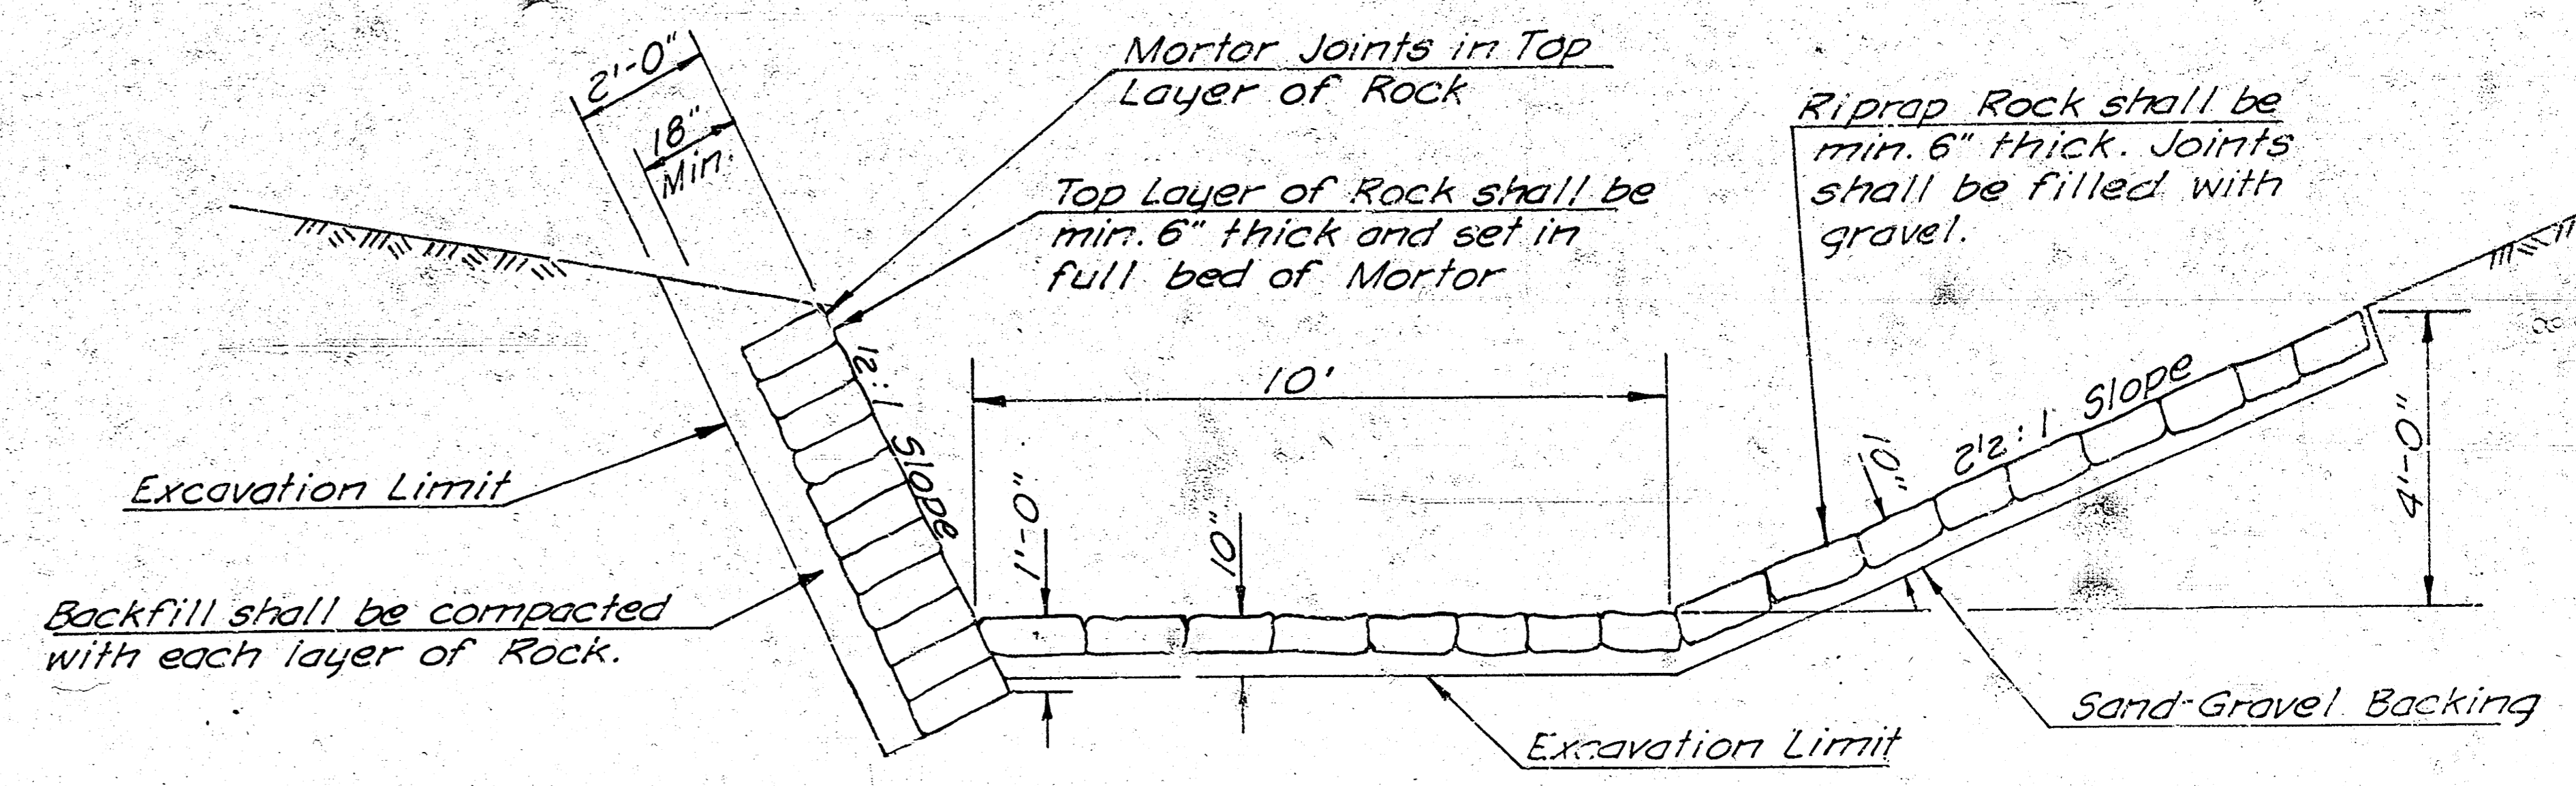 2'-0"
18"
Min.
Mortor Joints in Top
Layer of Rock
Top Layer of Rock shall be
min. 6" thick and set in
full bed of Mortor
Riprap Rock shall be
min. 6" thick. Joints
shall be filled with
gravel.
1/2:1 Slope
10'
1'-0"
10"
10"
2 1/2:1 Slope
4'-0"
Excavation Limit
Backfill shall be compacted
with each layer of Rock.
Excavation Limit
Sand-Gravel Backing